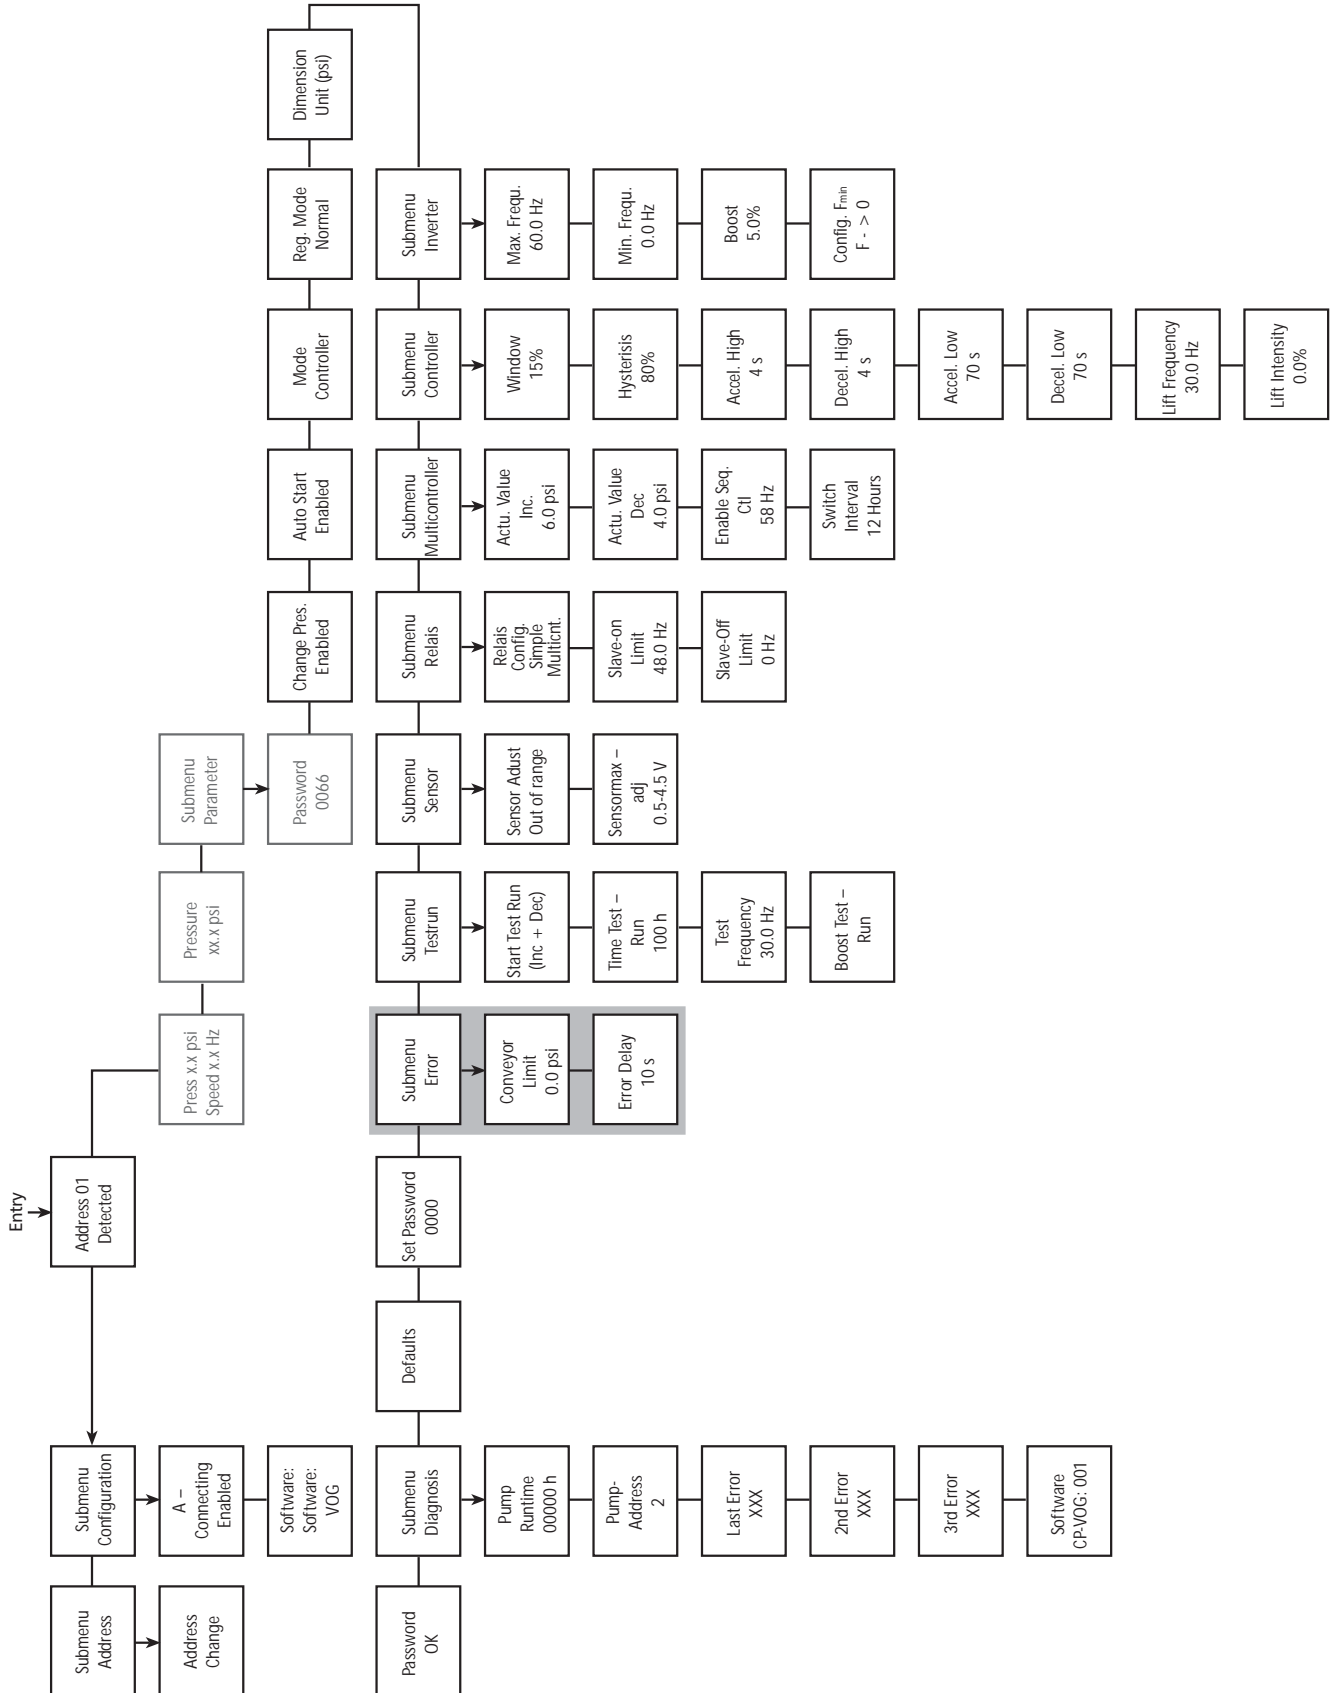 Entry
Address 01
Detected
Submenu
Configuration
A –
Connecting
Enabled
Software:
Software:
VOG
Submenu
Address
Address
Change
Press x.x psi
Speed x.x Hz
Pressure
xx.x psi
Submenu
Parameter
Password
0066
Change Pres.
Enabled
Auto Start
Enabled
Mode
Controller
Reg. Mode
Normal
Dimension
Unit (psi)
Password
OK
Submenu
Diagnosis
Pump
Runtime
00000 h
Pump-
Address
2
Last Error
XXX
2nd Error
XXX
3rd Error
XXX
Software
CP-VOG: 001
Defaults
Set Password
0000
Submenu
Error
Conveyor
Limit
0.0 psi
Error Delay
10 s
Submenu
Testrun
Start Test Run
(Inc + Dec)
Time Test –
Run
100 h
Test
Frequency
30.0 Hz
Boost Test –
Run
Submenu
Sensor
Sensor Adust
Out of range
Sensormax –
adj
0.5-4.5 V
Submenu
Relais
Relais
Config.
Simple
Multicnt.
Slave-on
Limit
48.0 Hz
Slave-Off
Limit
0 Hz
Submenu
Multicontroller
Actu. Value
Inc.
6.0 psi
Actu. Value
Dec
4.0 psi
Enable Seq.
Ctl
58 Hz
Switch
Interval
12 Hours
Submenu
Controller
Window
15%
Hysterisis
80%
Accel. High
4 s
Decel. High
4 s
Accel. Low
70 s
Decel. Low
70 s
Lift Frequency
30.0 Hz
Lift Intensity
0.0%
Submenu
Inverter
Max. Frequ.
60.0 Hz
Min. Frequ.
0.0 Hz
Boost
5.0%
Config. Fmin
F - > 0